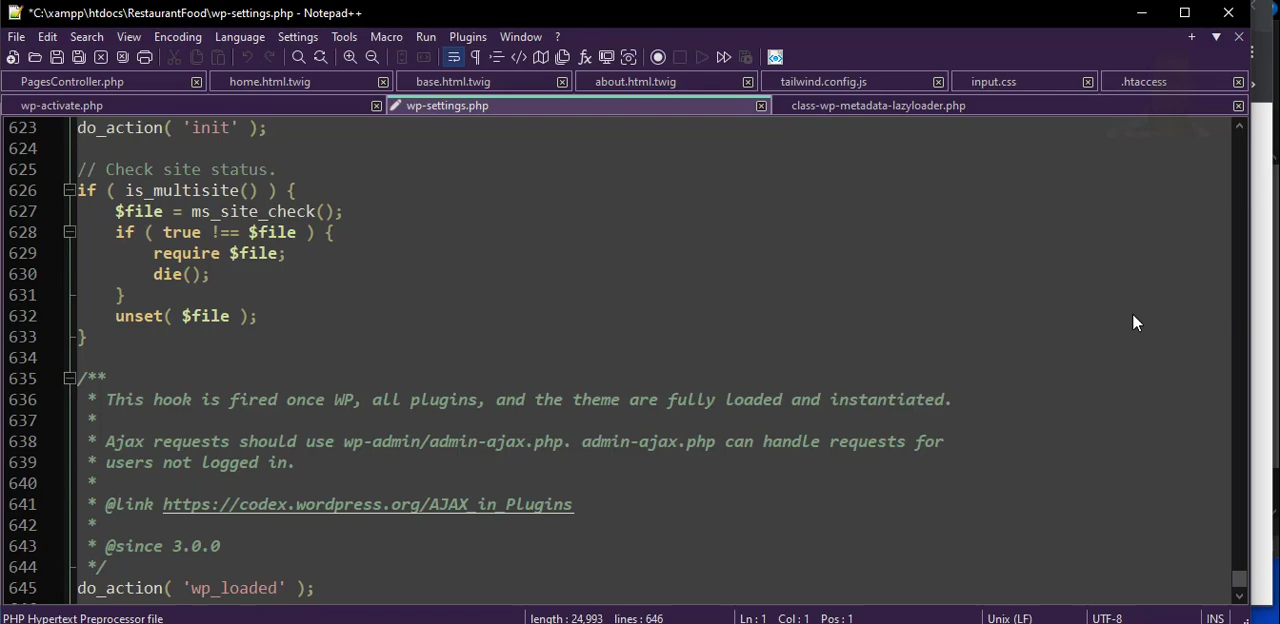 *C:\xampp\htdocs\RestaurantFood\wp-settings.php - Notepad++
File Edit Search View Encoding Language Settings Tools Macro Run Plugins Window ?
PagesController.php home.html.twig base.html.twig about.html.twig tailwind.config.js input.css .htaccess
wp-activate.php wp-settings.php class-wp-metadata-lazyloader.php
623 do_action( 'init' );
624
625 // Check site status.
626 if ( is_multisite() ) {
627 $file = ms_site_check();
628 if ( true !== $file ) {
629 require $file;
630 die();
631 }
632 unset( $file );
633 }
634
635 /**
636 * This hook is fired once WP, all plugins, and the theme are fully loaded and instantiated.
637 *
638 * Ajax requests should use wp-admin/admin-ajax.php. admin-ajax.php can handle requests for
639 * users not logged in.
640 *
641 * @link https://codex.wordpress.org/AJAX_in_Plugins
642 *
643 * @since 3.0.0
644 */
645 do_action( 'wp_loaded' );
PHP Hypertext Preprocessor file length : 24,993 lines : 646 Ln : 1 Col : 1 Pos : 1 Unix (LF) UTF-8 INS